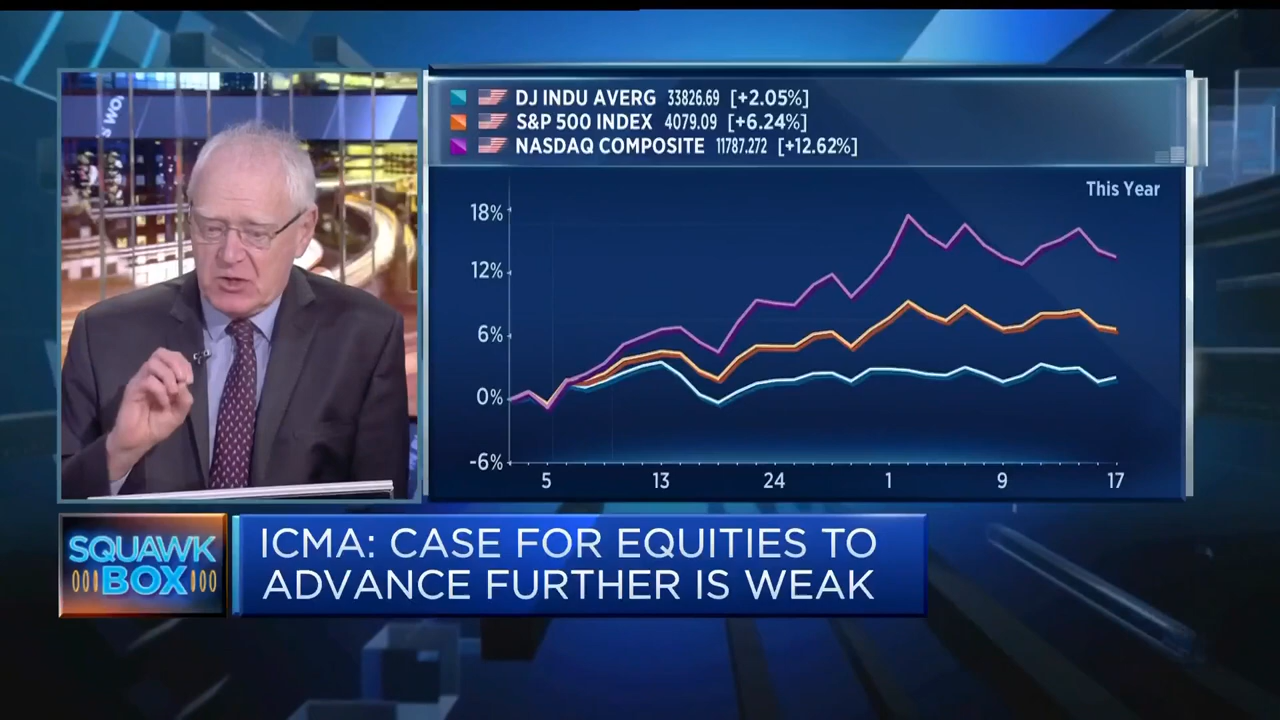 S WO
DJ INDU AVERG 33826.69 [+2.05%]
S&P 500 INDEX 4079.09 [+6.24%]
NASDAQ COMPOSITE 11787.272 [+12.62%]
This Year
18%
12%
6%
0%
-6%
5 13 24 1 9 17
SQUAWK
BOX
ICMA: CASE FOR EQUITIES TO
ADVANCE FURTHER IS WEAK